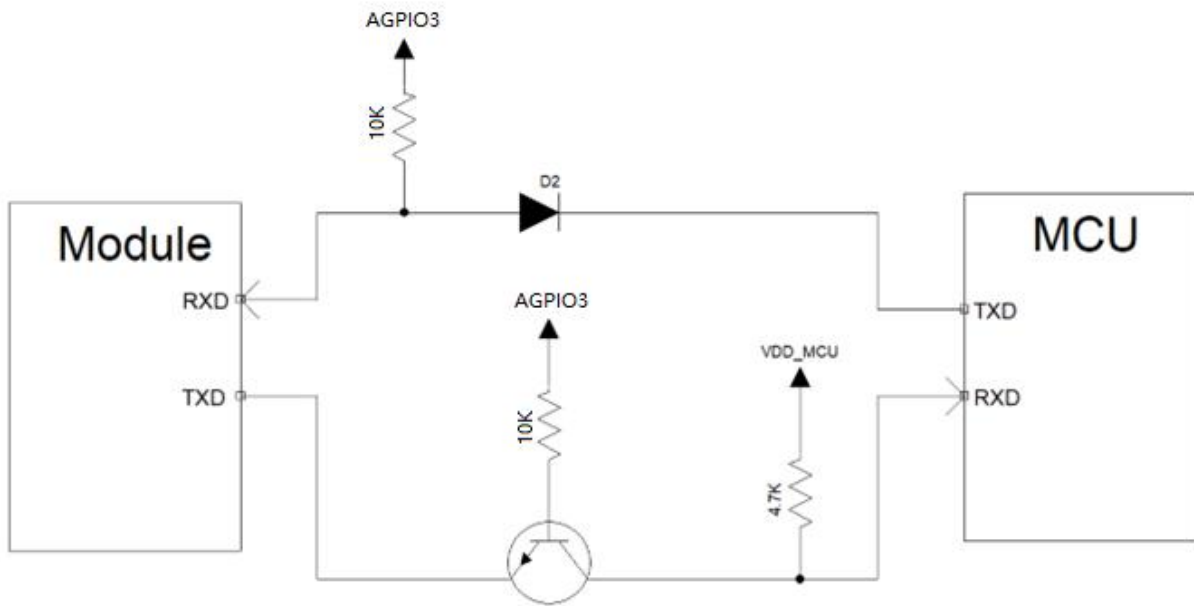 AGPIO3
10K
D2
Module
MCU
RXD
AGPIO3
TXD
VDD_MCU
TXD
RXD
10K
4.7K